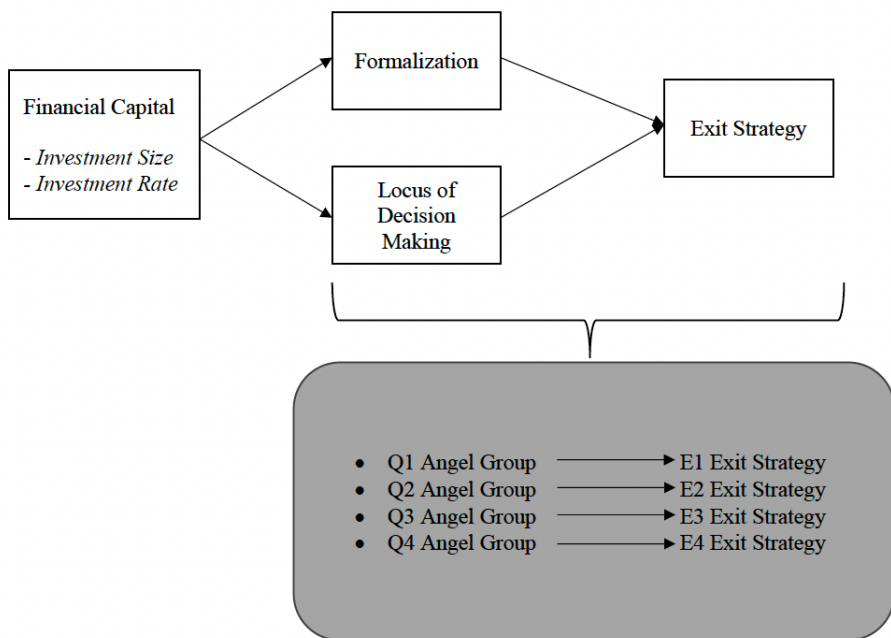 Financial Capital
- Investment Size
- Investment Rate
Formalization
Locus of
Decision
Making
Exit Strategy
• Q1 Angel Group E1 Exit Strategy
• Q2 Angel Group E2 Exit Strategy
• Q3 Angel Group E3 Exit Strategy
• Q4 Angel Group E4 Exit Strategy